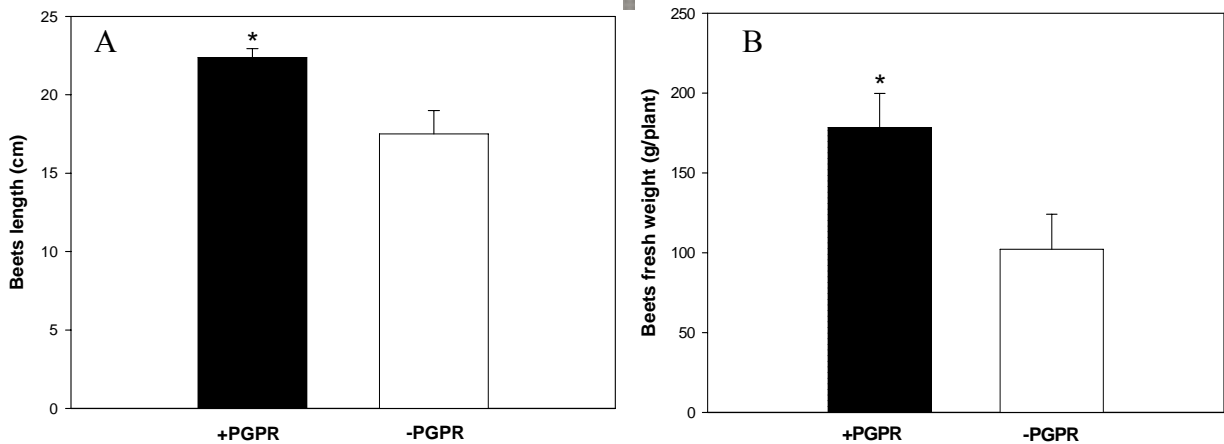 A
Beets length (cm)
25
20
15
10
5
0
*
+PGPR
-PGPR
B
Beets fresh weight (g/plant)
250
200
150
100
50
0
*
+PGPR
-PGPR